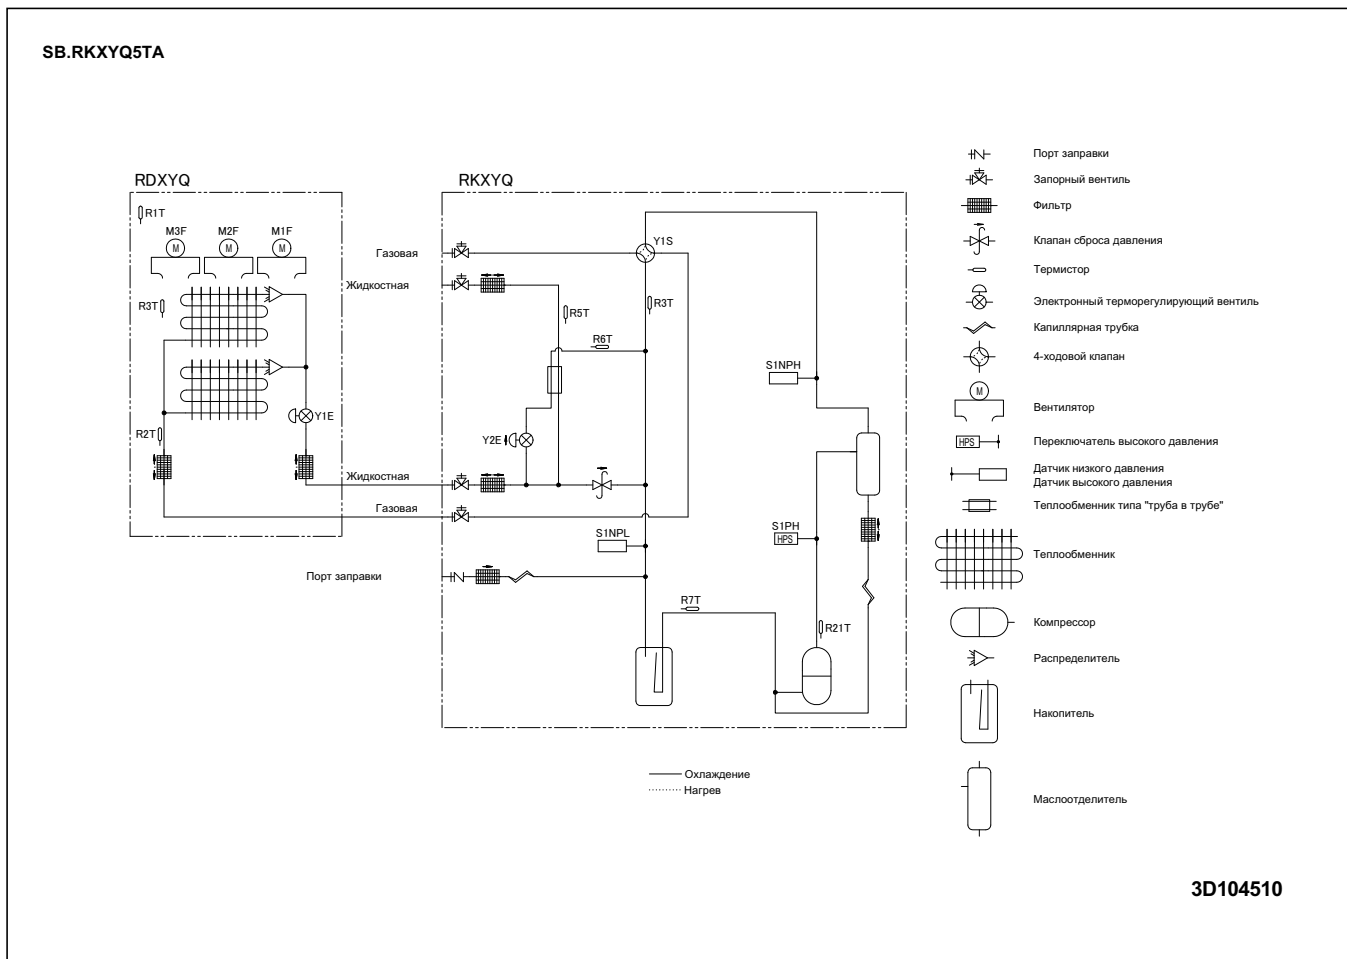 SB.RKXYQ5TA
RDXYQ
R1T
M3F
M2F
M1F
M
M
M
R3T
Y1E
R2T
RKXYQ
Газовая
Y1S
Жидкостная
R5T
R3T
R6T
S1NPH
Y2E
Жидкостная
Газовая
S1NPL
S1PH
HPS
Порт заправки
R7T
R21T
Охлаждение
Нагрев
Порт заправки
Запорный вентиль
Фильтр
Клапан сброса давления
Термистор
Электронный терморегулирующий вентиль
Капиллярная трубка
4-ходовой клапан
M
Вентилятор
HPS
Переключатель высокого давления
Датчик низкого давления
Датчик высокого давления
Теплообменник типа "труба в трубе"
Теплообменник
Компрессор
Распределитель
Накопитель
Маслоотделитель
3D104510